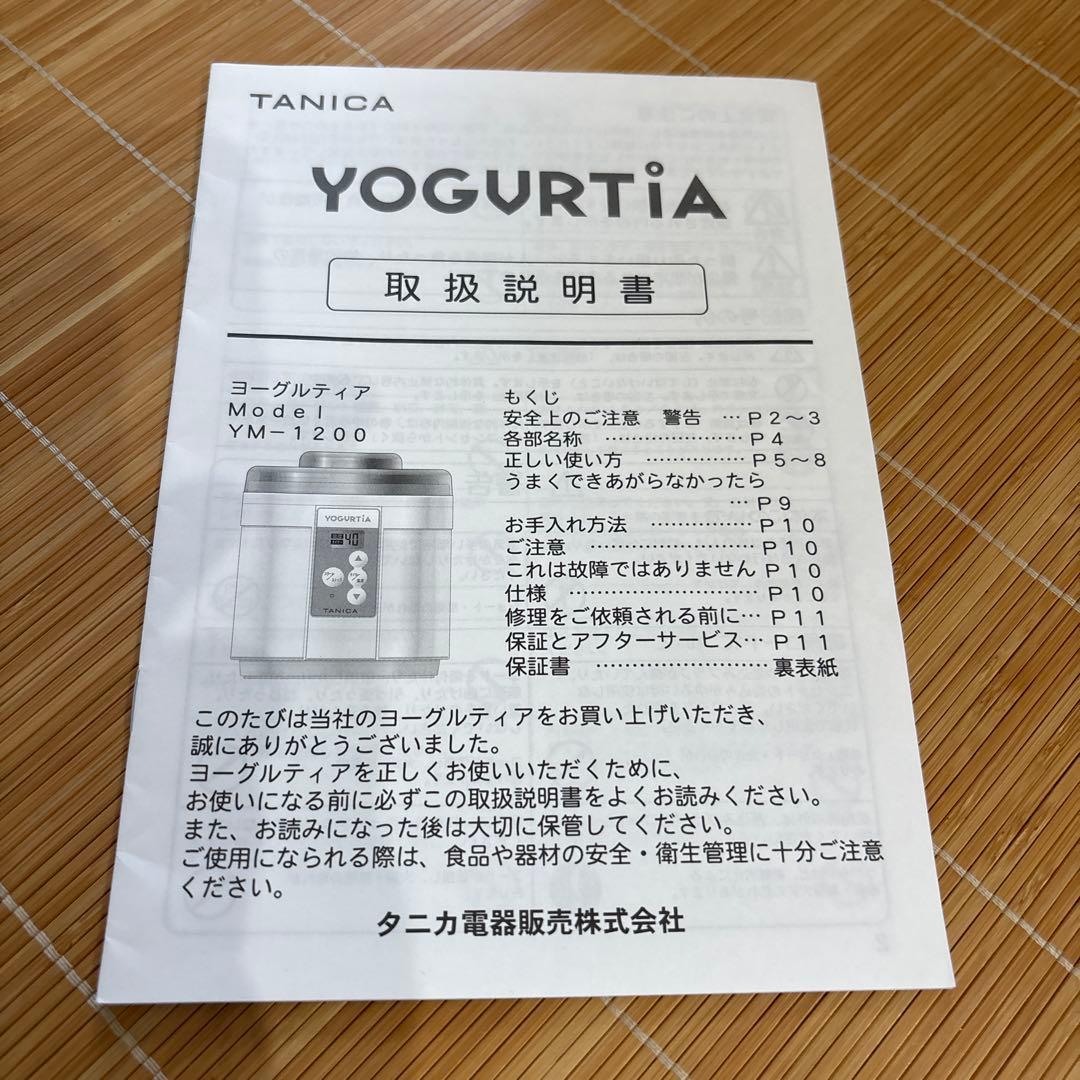 TANICA
YOGURTiA
取扱説明書
ヨーグルティア
Model
YM-1200
YOGURTiA
40
TANICA
もくじ
安全上のご注意 警告 …P2～3
各部名称 …………………P4
正しい使い方 ……………P5～8
うまくできあがらなかったら
…P9
お手入れ方法 ……………P10
ご注意 ……………………P10
これは故障ではありません P10
仕様 ………………………P10
修理をご依頼される前に…P11
保証とアフターサービス…P11
保証書 ……………………裏表紙
このたびは当社のヨーグルティアをお買い上げいただき、
誠にありがとうございました。
ヨーグルティアを正しくお使いいただくために、
お使いになる前に必ずこの取扱説明書をよくお読みください。
また、お読みになった後は大切に保管してください。
ご使用になられる際は、食品や器材の安全・衛生管理に十分ご注意
ください。
タニカ電器販売株式会社